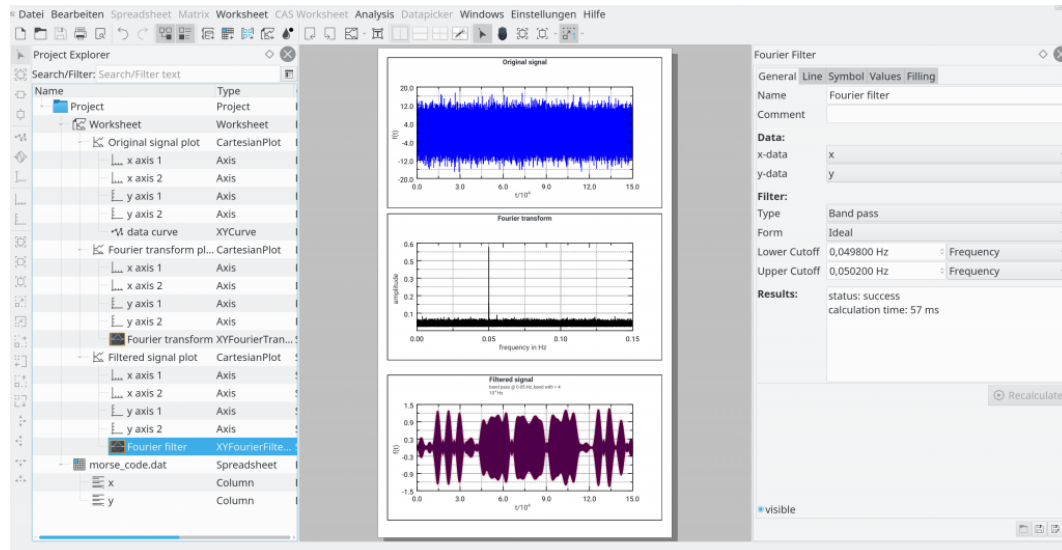 Datei Bearbeiten Spreadsheet Matrix Worksheet CAS Worksheet Analysis Datapicker Windows Einstellungen Hilfe
Project Explorer
Search/Filter: Search/Filter text
Name Type
Project Project
Worksheet Worksheet
Original signal plot CartesianPlot
x axis 1 Axis
x axis 2 Axis
y axis 1 Axis
y axis 2 Axis
data curve XYCurve
Fourier transform pl... CartesianPlot
x axis 1 Axis
x axis 2 Axis
y axis 1 Axis
y axis 2 Axis
Fourier transform XYFourierTran...
Filtered signal plot CartesianPlot
x axis 1 Axis
x axis 2 Axis
y axis 1 Axis
y axis 2 Axis
Fourier filter XYFourierFilte...
morse_code.dat Spreadsheet
x Column
y Column
Original signal
20.0
12.0
4.0
-4.0
-12.0
-20.0
f(t)
0.0 3.0 6.0 9.0 12.0 15.0
t/10⁴
Fourier transform
0.6
0.5
0.3
0.2
0.1
amplitude
0.00 0.05 0.10 0.15
frequency in Hz
Filtered signal
band pass @ 0.05 Hz, band with = 4
1.5
0.9
0.3
-0.3
-0.9
-1.5
f(t)
0.0 3.0 6.0 9.0 12.0 15.0
t/10⁴
Fourier Filter
General Line Symbol Values Filling
Name Fourier filter
Comment
Data:
x-data x
y-data y
Filter:
Type Band pass
Form Ideal
Lower Cutoff 0,049800 Hz Frequency
Upper Cutoff 0,050200 Hz Frequency
Results: status: success
calculation time: 57 ms
Recalculate
visible